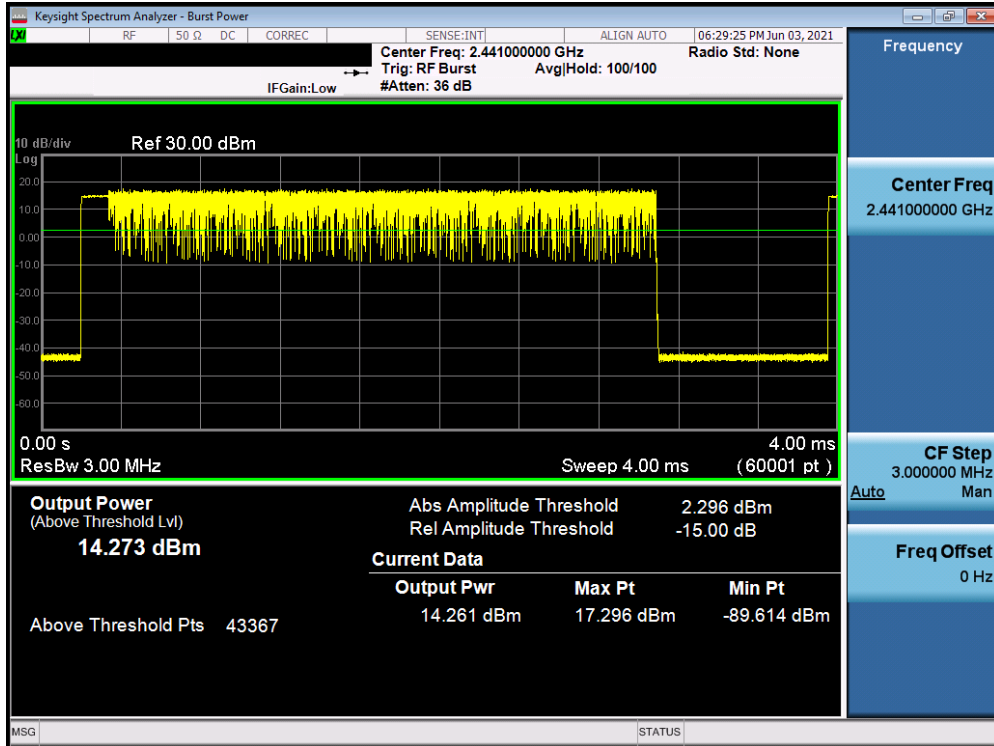 Keysight Spectrum Analyzer - Burst Power
LXI RF 50 Ω DC CORREC SENSE:INT ALIGN AUTO 06:29:25 PM Jun 03, 2021
Center Freq: 2.441000000 GHz Radio Std: None
Trig: RF Burst Avg|Hold: 100/100
IFGain:Low #Atten: 36 dB
Frequency
10 dB/div Ref 30.00 dBm
Log
20.0
10.0
0.00
-10.0
-20.0
-30.0
-40.0
-50.0
-60.0
0.00 s 4.00 ms
ResBw 3.00 MHz Sweep 4.00 ms (60001 pt )
Center Freq
2.441000000 GHz
CF Step
3.000000 MHz
Auto Man
Freq Offset
0 Hz
Output Power
(Above Threshold Lvl)
14.273 dBm
Above Threshold Pts 43367
Abs Amplitude Threshold 2.296 dBm
Rel Amplitude Threshold -15.00 dB
Current Data
Output Pwr Max Pt Min Pt
14.261 dBm 17.296 dBm -89.614 dBm
MSG STATUS